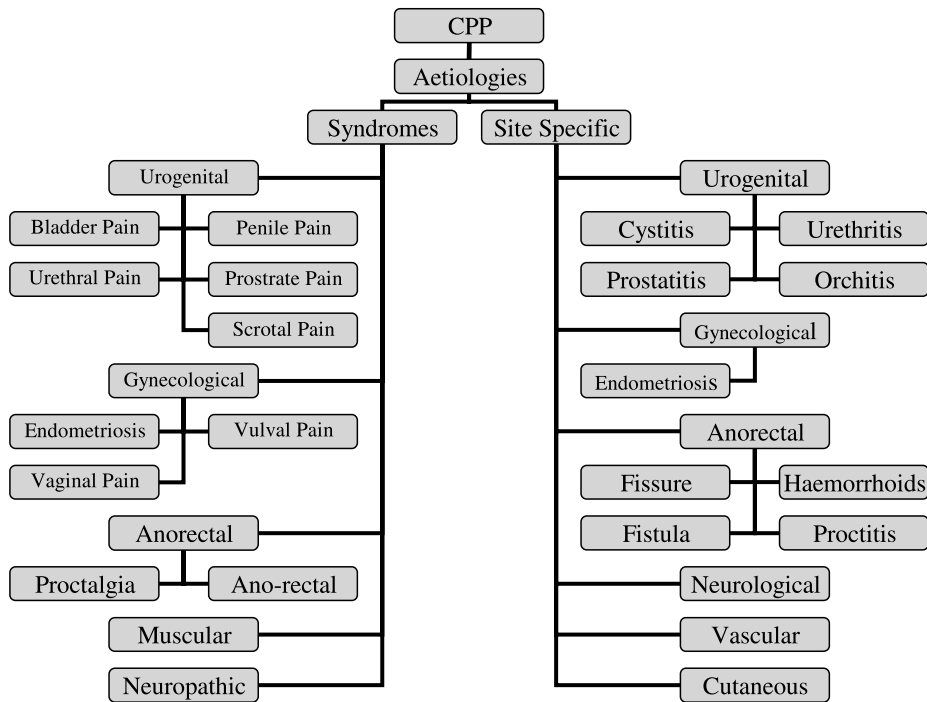 CPP
Aetiologies
Syndromes
Site Specific
Urogenital
Bladder Pain
Penile Pain
Urethral Pain
Prostrate Pain
Scrotal Pain
Gynecological
Endometriosis
Vulval Pain
Vaginal Pain
Anorectal
Proctalgia
Ano-rectal
Muscular
Neuropathic
Urogenital
Cystitis
Urethritis
Prostatitis
Orchitis
Gynecological
Endometriosis
Anorectal
Fissure
Haemorrhoids
Fistula
Proctitis
Neurological
Vascular
Cutaneous